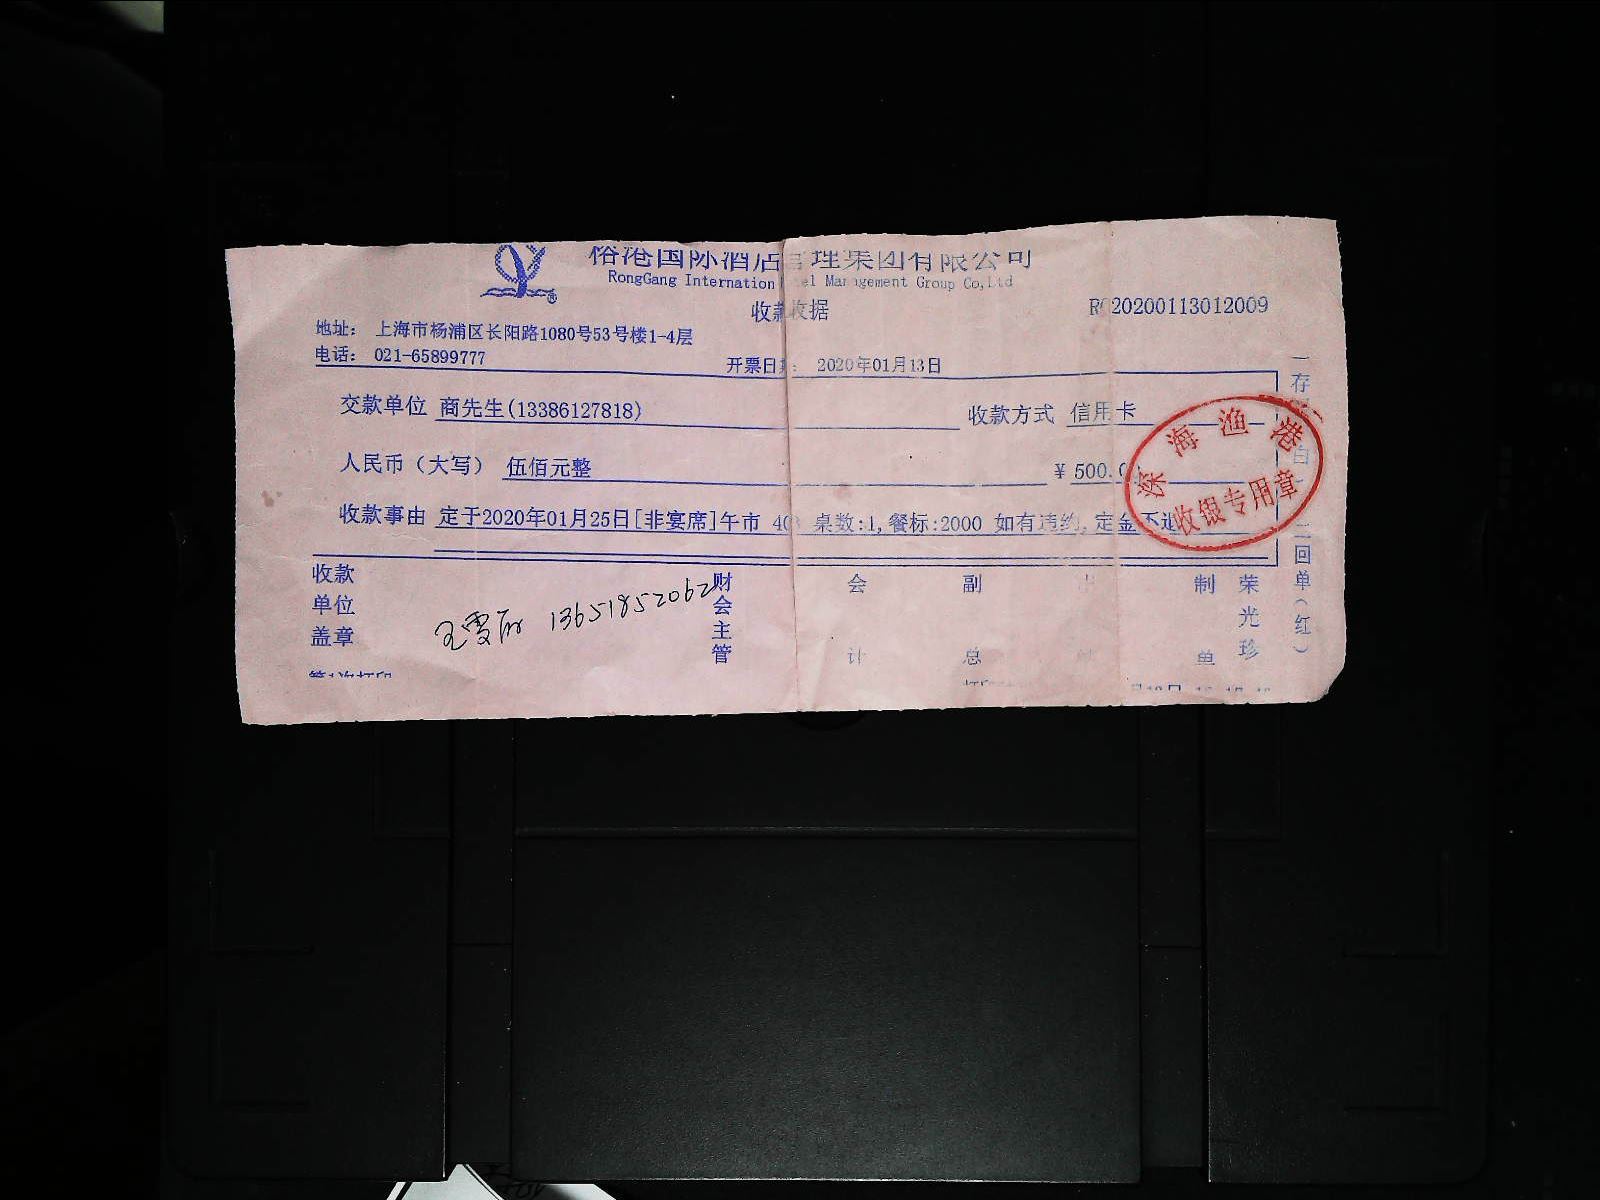 榕港国际酒店管理集团有限公司
RongGang Internation el Management Group Co,Ltd
收款收据
R020200113012009
地址： 上海市杨浦区长阳路1080号53号楼1-4层
电话： 021-65899777
开票日期： 2020年01月13日
交款单位 商先生(13386127818)
收款方式 信用卡
人民币（大写） 伍佰元整
￥500.0
收款事由 定于2020年01月25日[非宴席]午市 40 桌数:1,餐标:2000 如有违约,定金不退
深海渔港
收银专用章
收款单位盖章
13651852062
财会主管
会计
副总
制单
荣光珍
一存 白
二回单(红)